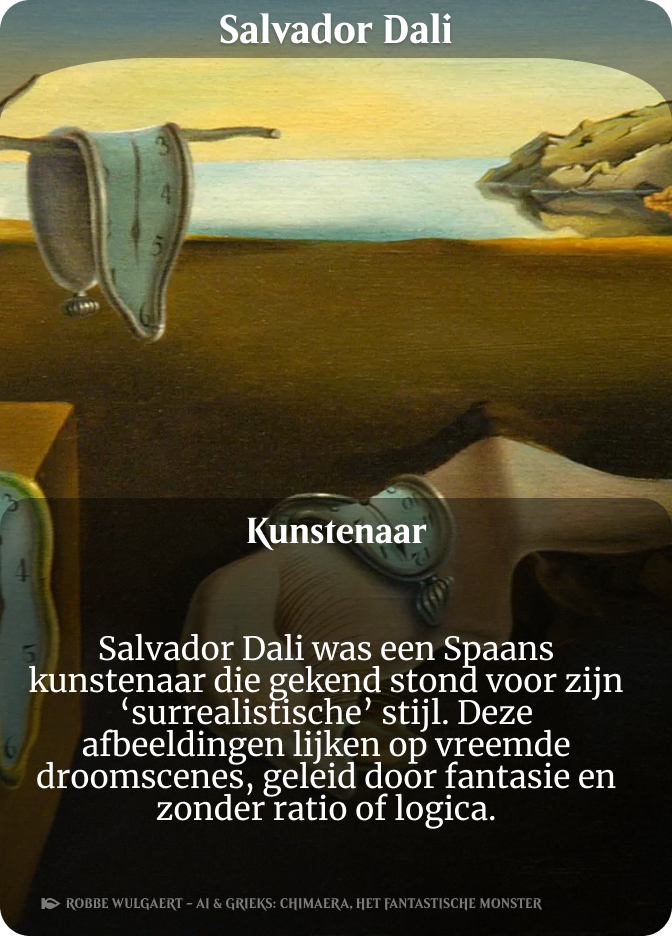 Salvador Dali
Kunstenaar
Salvador Dali was een Spaans
kunstenaar die gekend stond voor zijn
‘surrealistische’ stijl. Deze
afbeeldingen lijken op vreemde
droomscenes, geleid door fantasie en
zonder ratio of logica.
ROBBE WULGAERT – AI & GRIEKS: CHIMAERA, HET FANTASTISCHE MONSTER